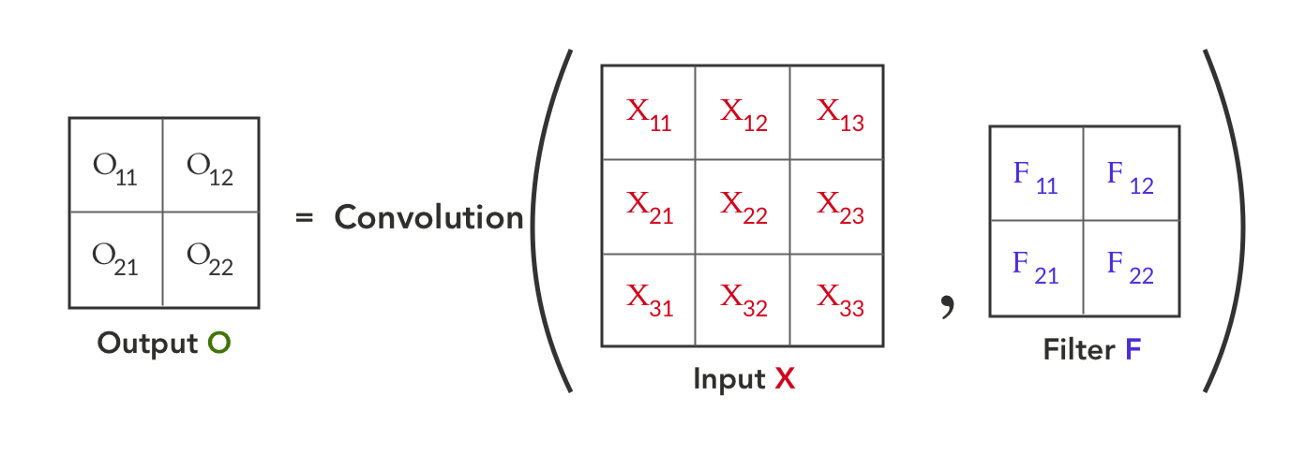 O11 O12
O21 O22
Output O
= Convolution
X11 X12 X13
X21 X22 X23
X31 X32 X33
Input X
,
F11 F12
F21 F22
Filter F